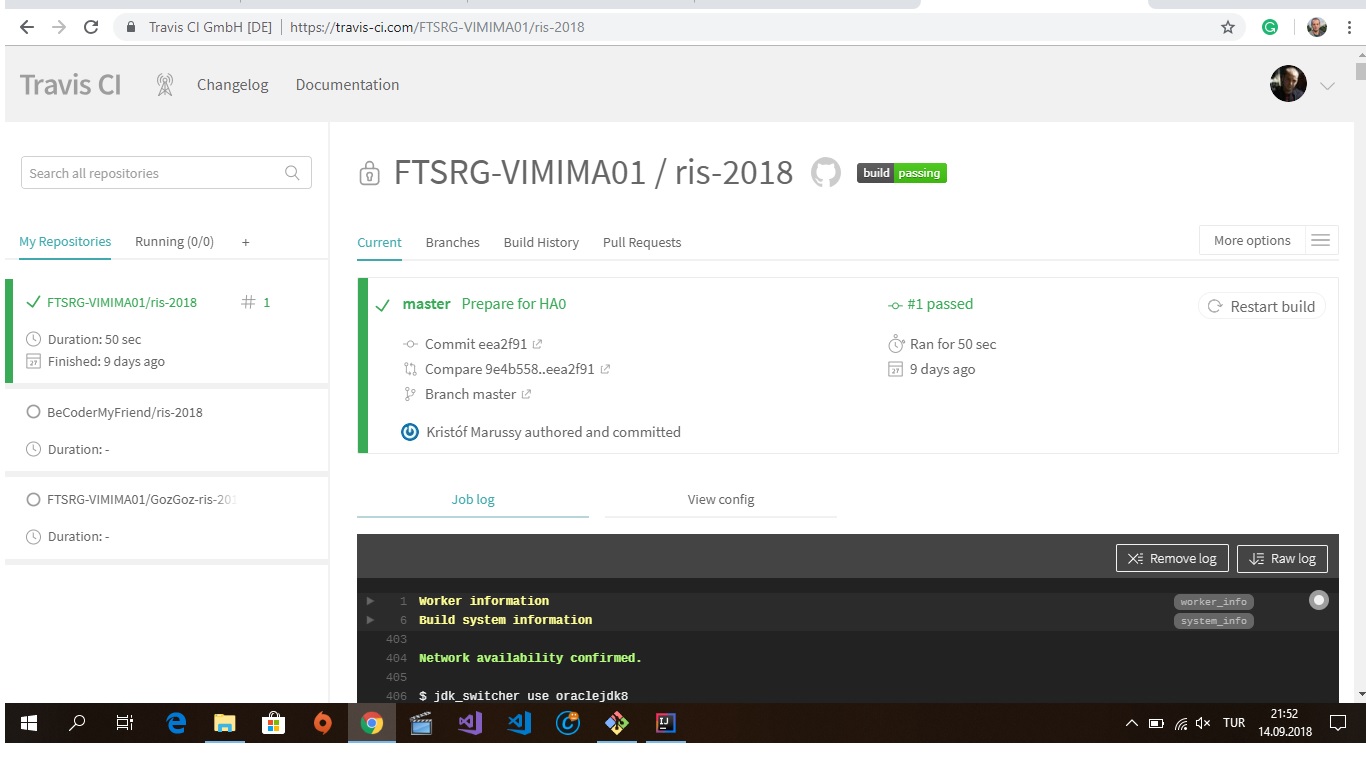 Travis CI GmbH [DE] | https://travis-ci.com/FTSRG-VIMIMA01/ris-2018
Travis CI Changelog Documentation
Search all repositories
My Repositories Running (0/0) +
FTSRG-VIMIMA01/ris-2018 # 1
Duration: 50 sec
Finished: 9 days ago
BeCoderMyFriend/ris-2018
Duration: -
FTSRG-VIMIMA01/GozGoz-ris-201
Duration: -
FTSRG-VIMIMA01 / ris-2018 build passing
Current Branches Build History Pull Requests More options
master Prepare for HA0 #1 passed Restart build
Commit eea2f91 Ran for 50 sec
Compare 9e4b558..eea2f91 9 days ago
Branch master
Kristóf Marussy authored and committed
Job log View config
Remove log Raw log
1 Worker information worker_info
6 Build system information system_info
403
404 Network availability confirmed.
405
406 $ jdk_switcher use oraclejdk8
TUR 21:52
14.09.2018